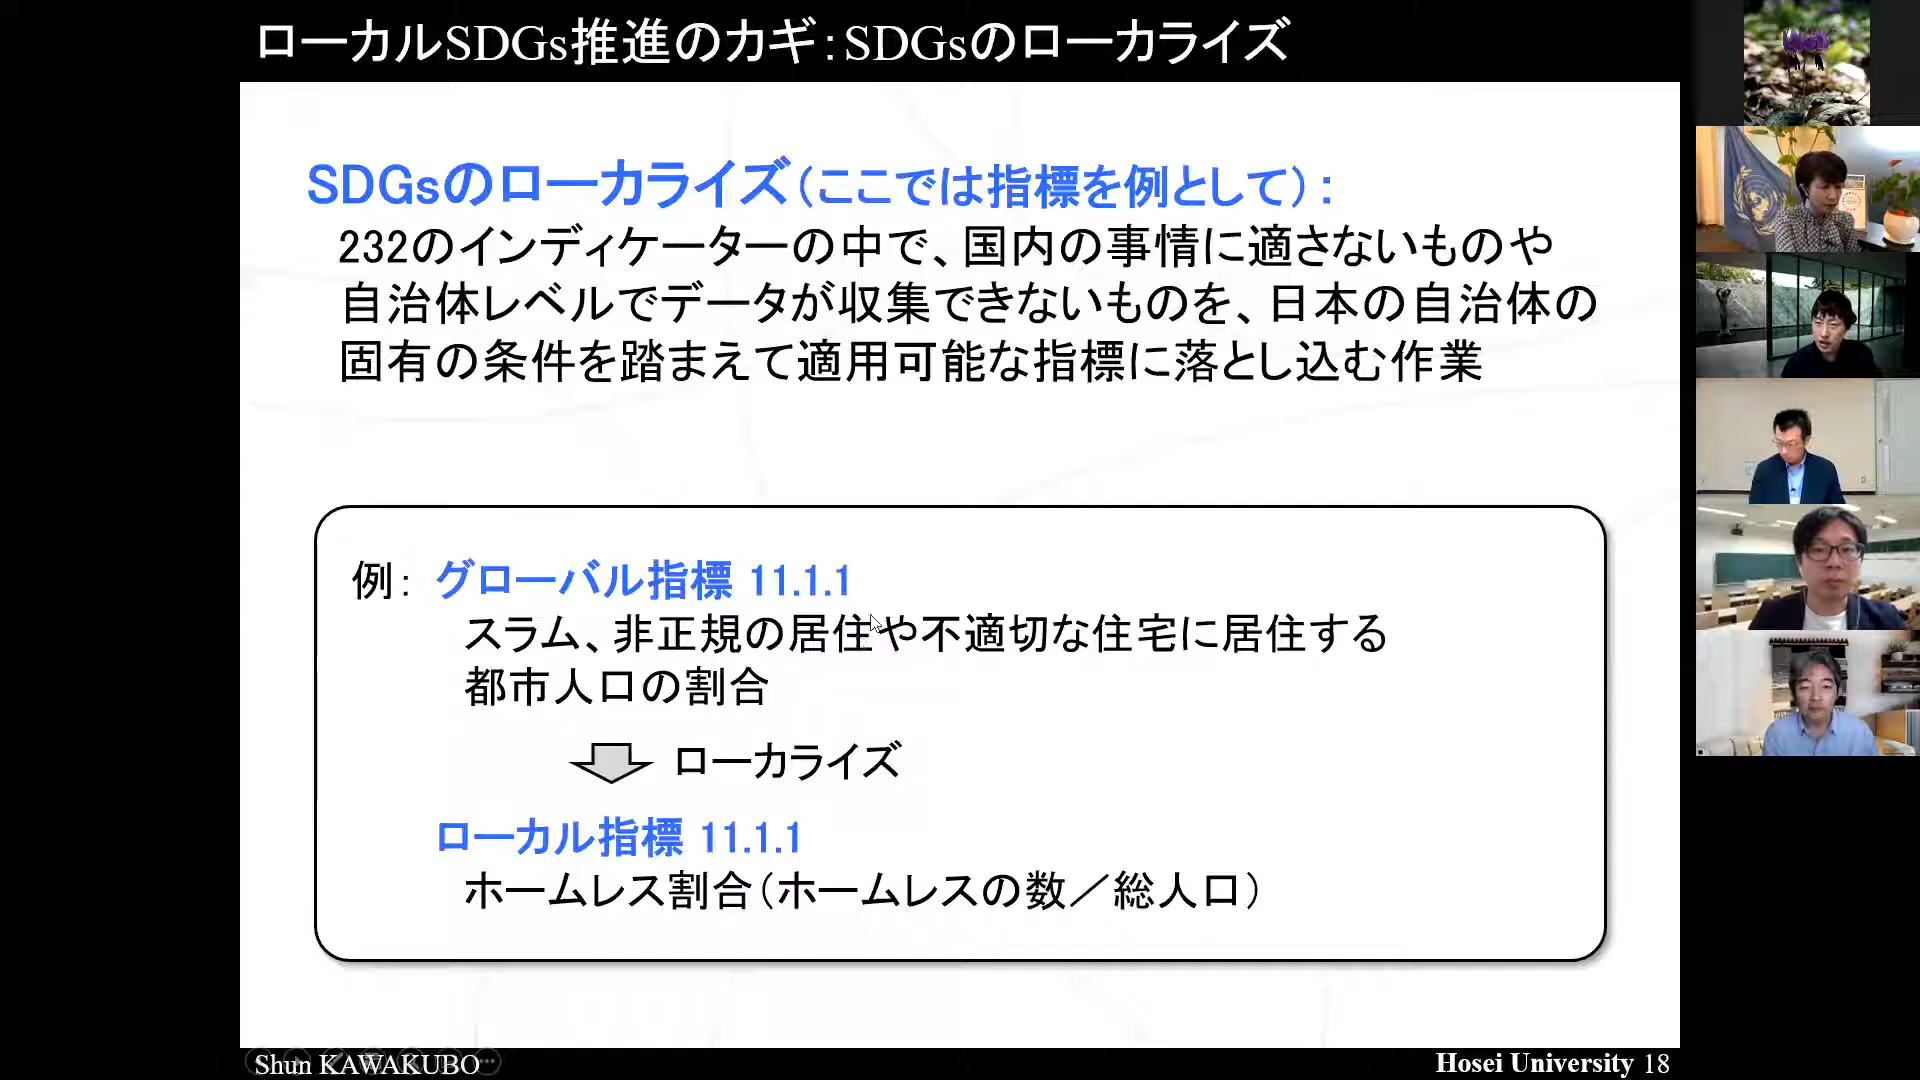 ローカルSDGs推進のカギ：SDGsのローカライズ
SDGsのローカライズ（ここでは指標を例として）：
232のインディケーターの中で、国内の事情に適さないものや
自治体レベルでデータが収集できないものを、日本の自治体の
固有の条件を踏まえて適用可能な指標に落とし込む作業
例： グローバル指標 11.1.1
スラム、非正規の居住や不適切な住宅に居住する
都市人口の割合
ローカライズ
ローカル指標 11.1.1
ホームレス割合（ホームレスの数／総人口）
Shun KAWAKUBO
Hosei University 18